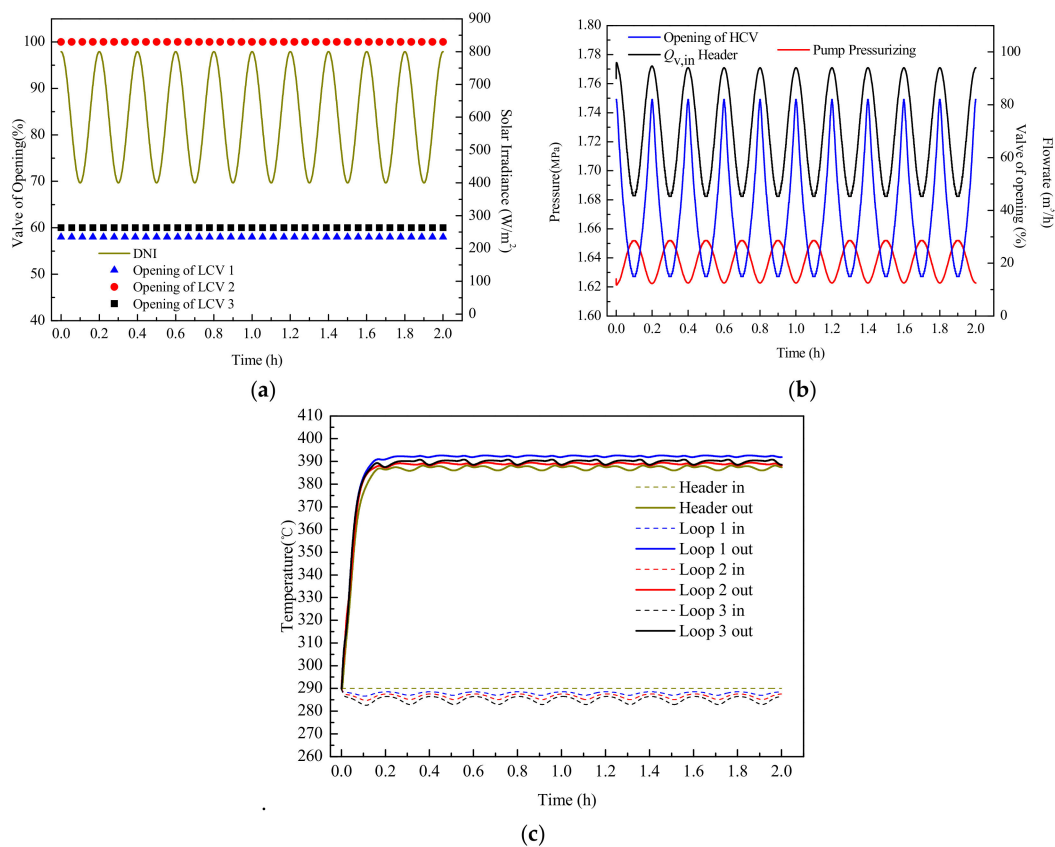 Valve of Opening(%)
100
90
80
70
60
50
40
900
800
700
600
500
400
300
200
100
0
Solar Irradiance (W/m²)
DNI
Opening of LCV 1
Opening of LCV 2
Opening of LCV 3
0.0 0.2 0.4 0.6 0.8 1.0 1.2 1.4 1.6 1.8 2.0
Time (h)
(a)
Pressure(MPa)
1.80
1.78
1.76
1.74
1.72
1.70
1.68
1.66
1.64
1.62
1.60
Opening of HCV
Qv,in Header
Pump Pressurizing
100
80
60
40
20
0
Valve of opening (%)
Flowrate (m³/h)
0.0 0.2 0.4 0.6 0.8 1.0 1.2 1.4 1.6 1.8 2.0
Time (h)
(b)
Temperature(℃)
410
400
390
380
370
360
350
340
330
320
310
300
290
280
270
260
Header in
Header out
Loop 1 in
Loop 1 out
Loop 2 in
Loop 2 out
Loop 3 in
Loop 3 out
0.0 0.2 0.4 0.6 0.8 1.0 1.2 1.4 1.6 1.8 2.0
Time (h)
.
(c)